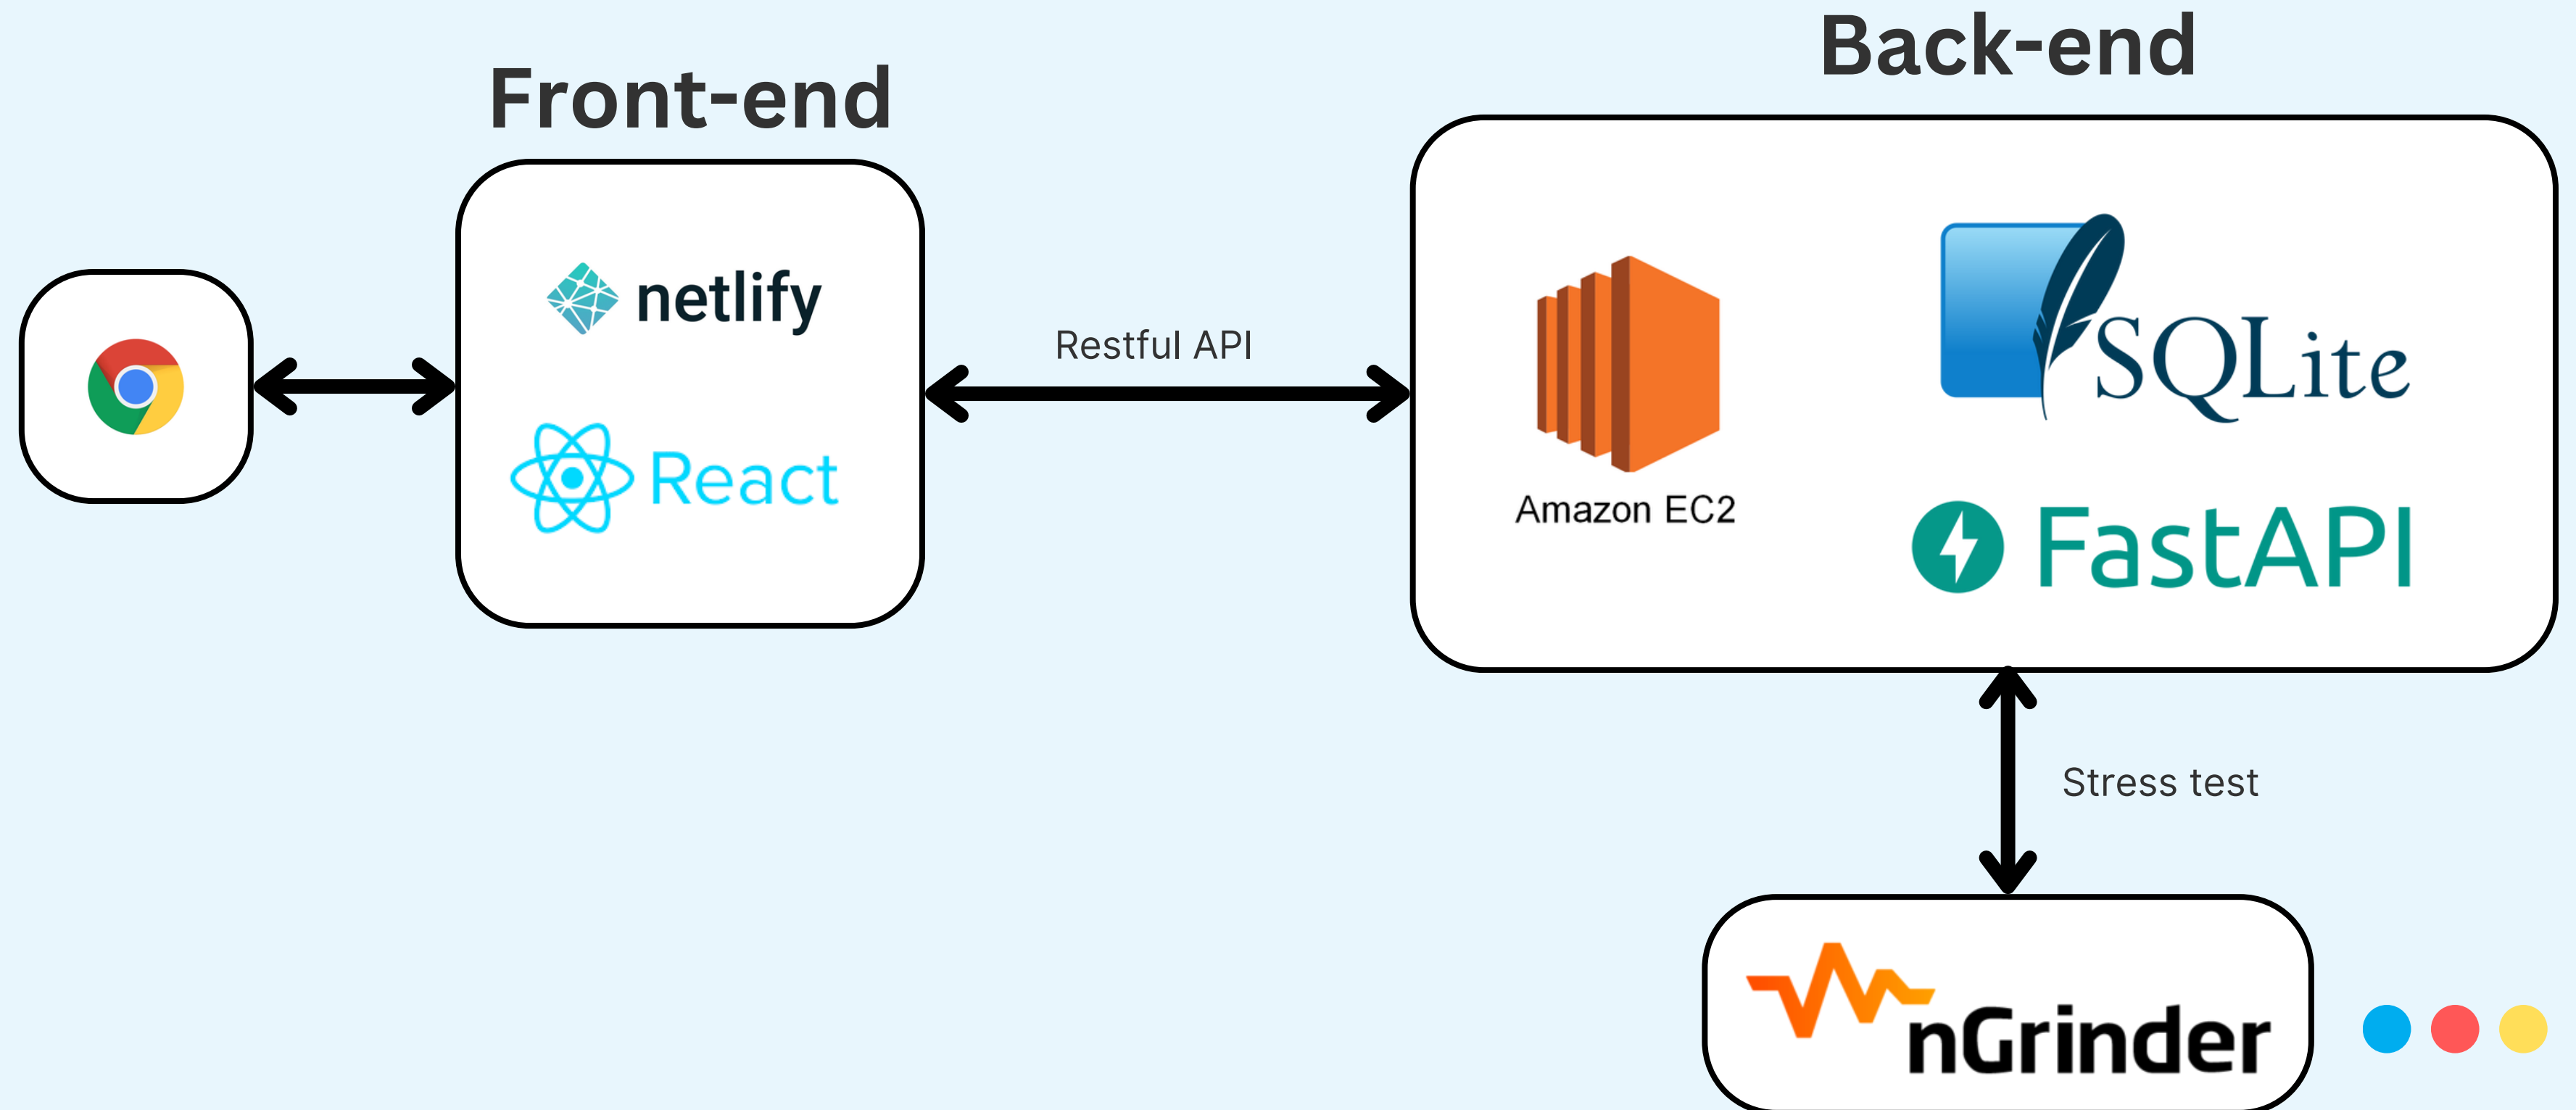 Front-end
Back-end
netlify
React
Restful API
Amazon EC2
SQLite
FastAPI
Stress test
nGrinder